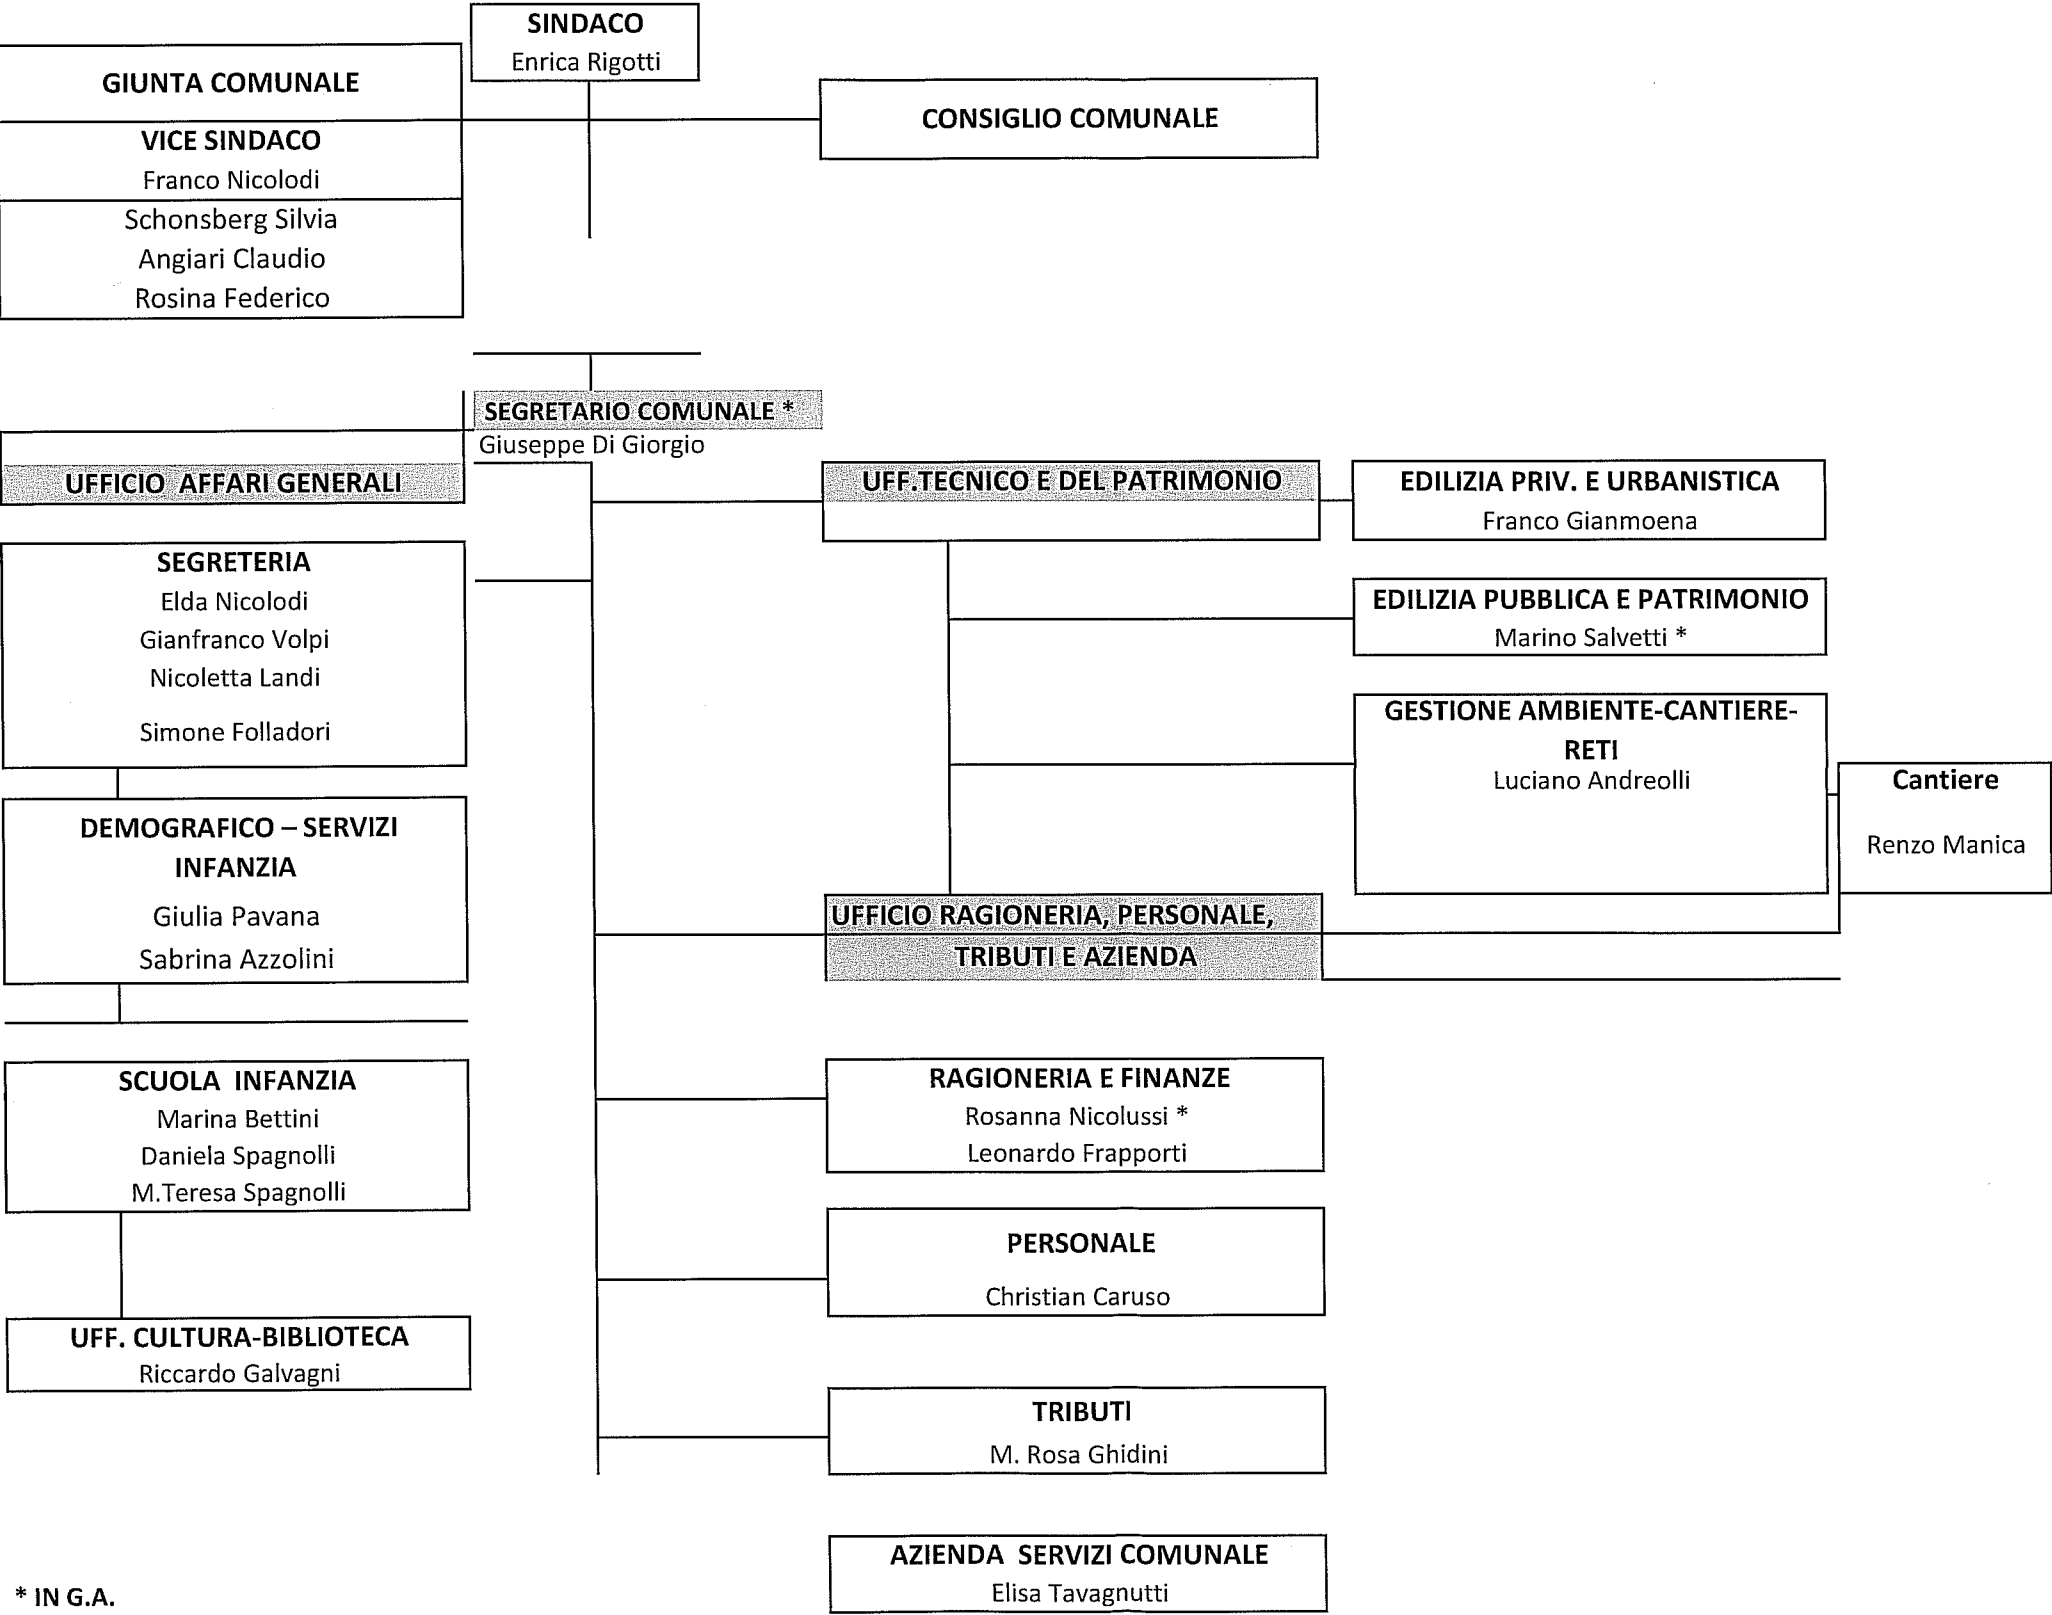 SINDACO
Enrica Rigotti
GIUNTA COMUNALE
VICE SINDACO
Franco Nicolodi
Schonsberg Silvia
Angiari Claudio
Rosina Federico
CONSIGLIO COMUNALE
SEGRETARIO COMUNALE *
Giuseppe Di Giorgio
UFFICIO AFFARI GENERALI
SEGRETERIA
Elda Nicolodi
Gianfranco Volpi
Nicoletta Landi
Simone Folladori
DEMOGRAFICO – SERVIZI
INFANZIA
Giulia Pavana
Sabrina Azzolini
SCUOLA INFANZIA
Marina Bettini
Daniela Spagnolli
M.Teresa Spagnolli
UFF. CULTURA-BIBLIOTECA
Riccardo Galvagni
UFF.TECNICO E DEL PATRIMONIO
EDILIZIA PRIV. E URBANISTICA
Franco Gianmoena
EDILIZIA PUBBLICA E PATRIMONIO
Marino Salvetti *
GESTIONE AMBIENTE-CANTIERE-
RETI
Luciano Andreolli
Cantiere
Renzo Manica
UFFICIO RAGIONERIA, PERSONALE,
TRIBUTI E AZIENDA
RAGIONERIA E FINANZE
Rosanna Nicolussi *
Leonardo Frapporti
PERSONALE
Christian Caruso
TRIBUTI
M. Rosa Ghidini
AZIENDA SERVIZI COMUNALE
Elisa Tavagnutti
* IN G.A.